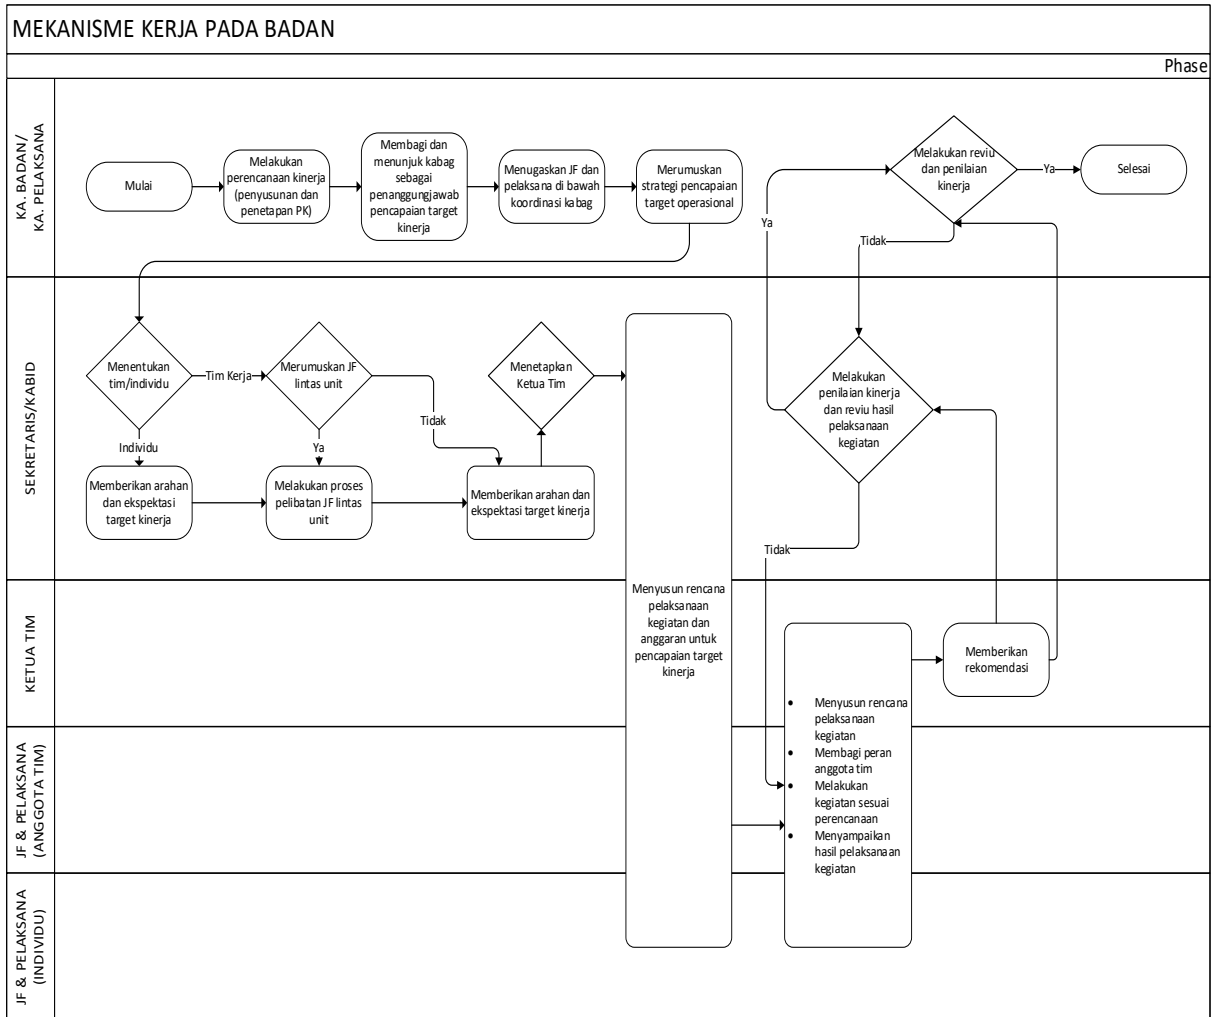 MEKANISME KERJA PADA BADAN
Phase
KA. BADAN/
KA. PELAKSANA
Mulai
Melakukan
perencanaan kinerja
(penyusunan dan
penetapan PK)
Membagi dan
menunjuk kabag
sebagai
penanggungjawab
pencapaian target
kinerja
Menugaskan JF dan
pelaksana di bawah
koordinasi kabag
Merumuskan
strategi pencapaian
target operasional
Melakukan reviu
dan penilaian
kinerja
Ya
Selesai
Ya
Tidak
SEKRETARIS/KABID
Menentukan
tim/individu
Tim Kerja
Merumuskan JF
lintas unit
Tidak
Menetapkan
Ketua Tim
Individu
Ya
Memberikan arahan
dan ekspektasi
target kinerja
Melakukan proses
pelibatan JF lintas
unit
Memberikan arahan dan
ekspektasi target kinerja
Melakukan
penilaian kinerja
dan reviu hasil
pelaksanaan
kegiatan
Tidak
KETUA TIM
Menyusun rencana
pelaksanaan
kegiatan dan
anggaran untuk
pencapaian target
kinerja
Memberikan
rekomendasi
JF & PELAKSANA
(ANGGOTA TIM)
• Menyusun rencana
pelaksanaan
kegiatan
• Membagi peran
anggota tim
• Melakukan
kegiatan sesuai
perencanaan
• Menyampaikan
hasil pelaksanaan
kegiatan
JF & PELAKSANA
(INDIVIDU)